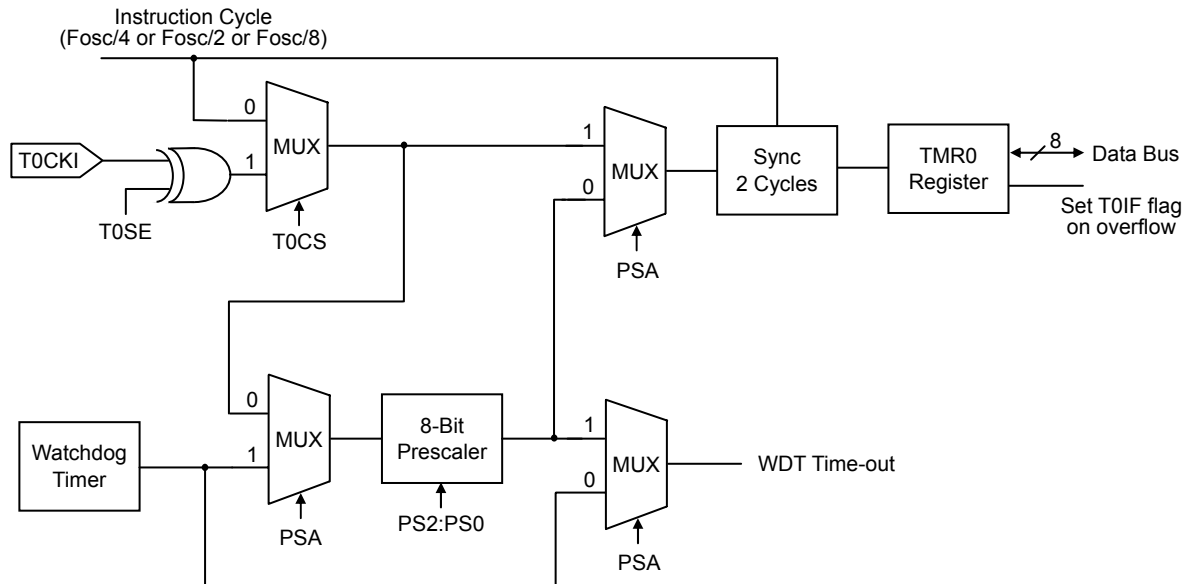 Instruction Cycle
(Fosc/4 or Fosc/2 or Fosc/8)
0
MUX
T0CKI
1
T0SE
T0CS
1
MUX
0
PSA
Sync
2 Cycles
TMR0
Register
8
Data Bus
Set T0IF flag
on overflow
0
MUX
1
Watchdog
Timer
PSA
8-Bit
Prescaler
PS2:PS0
1
MUX
0
PSA
WDT Time-out